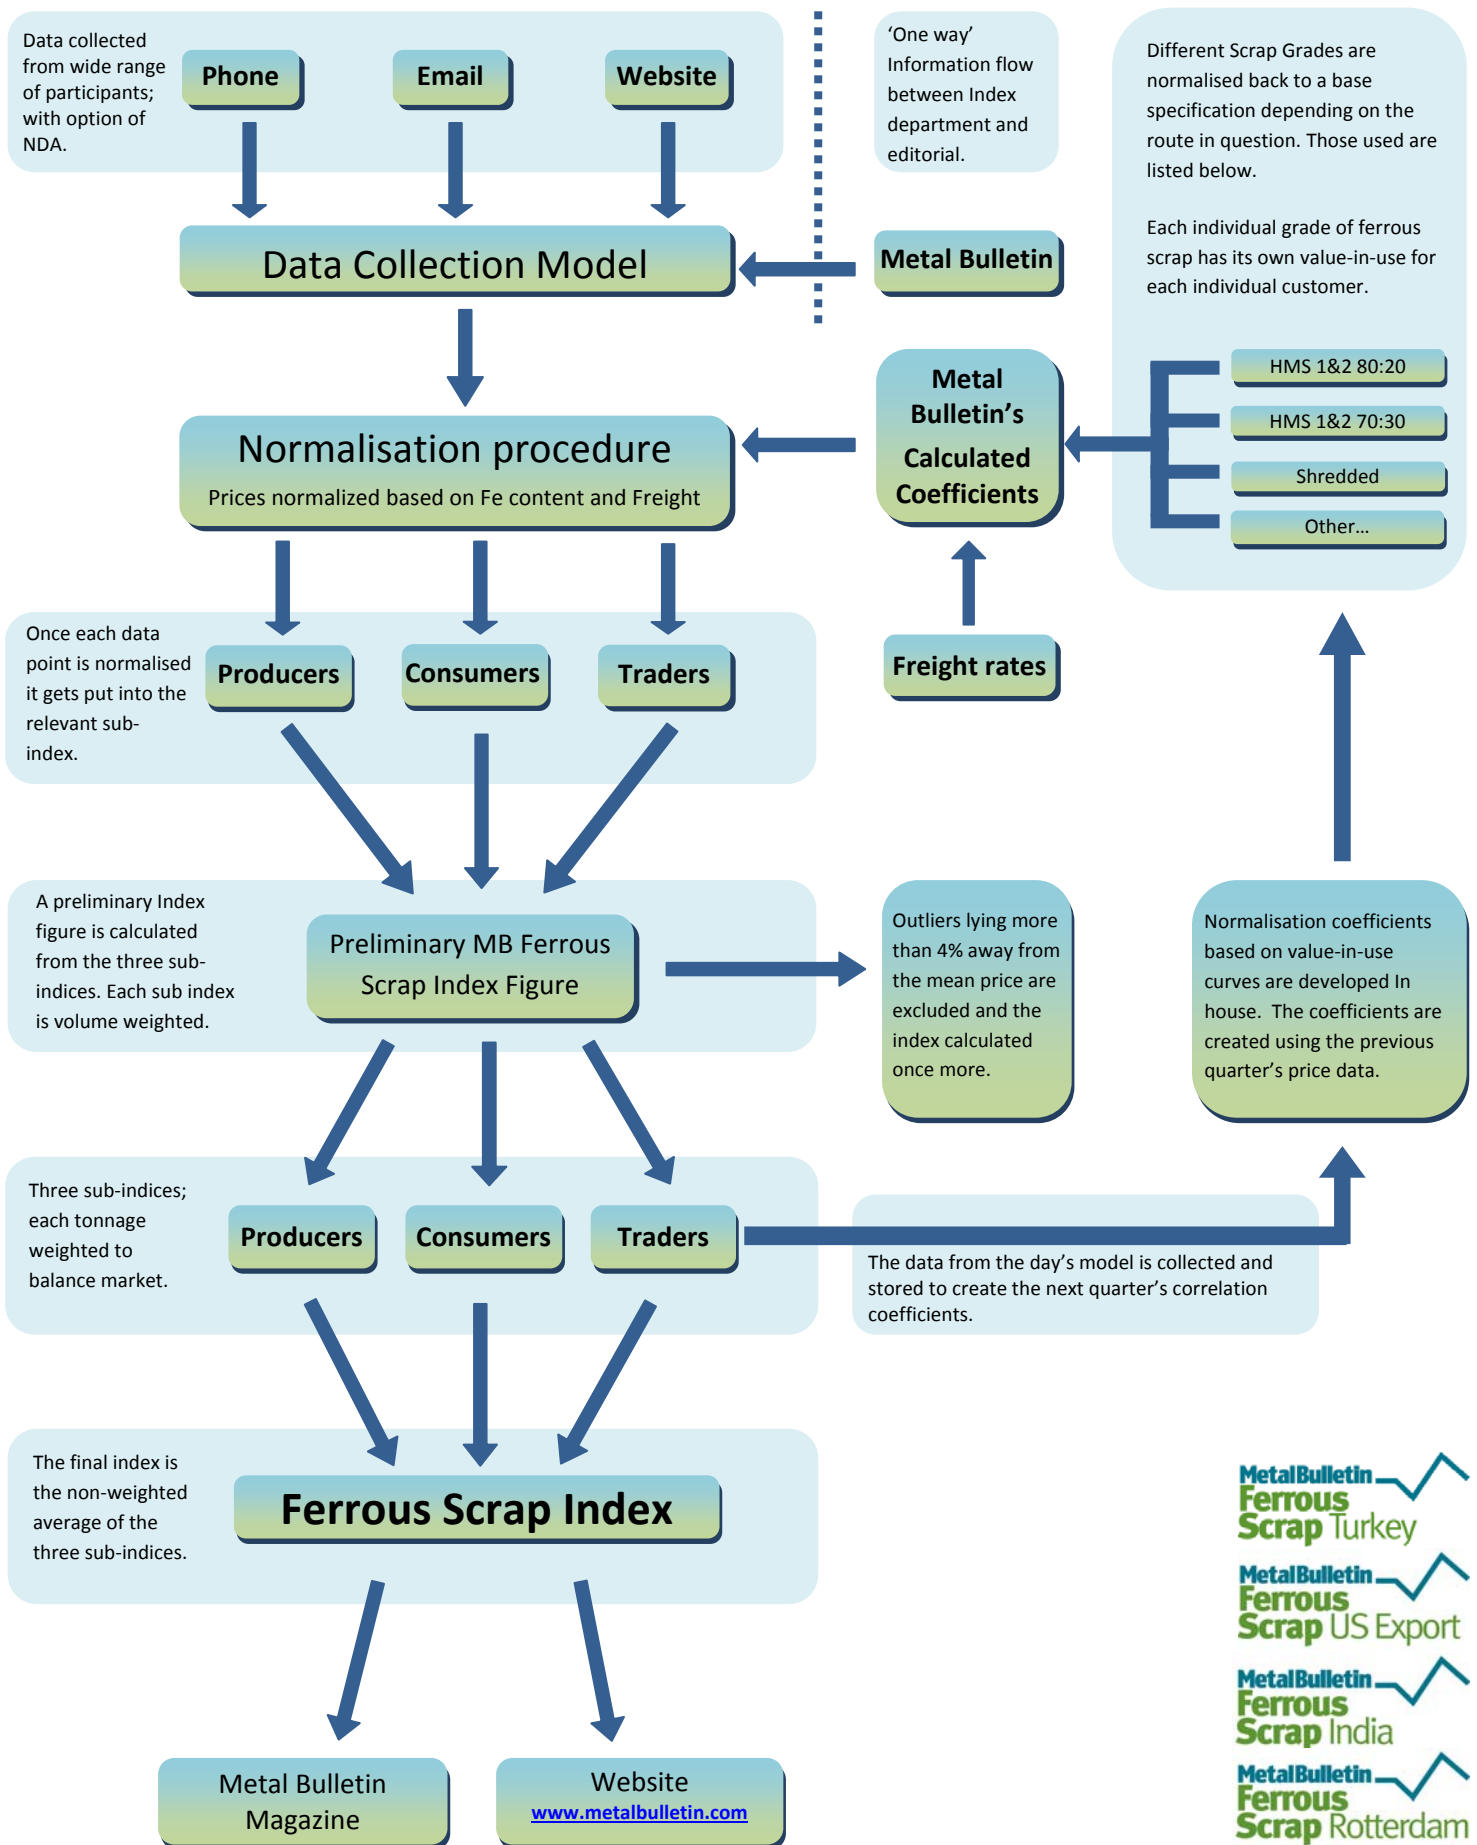 Data collected
from wide range
of participants;
with option of
NDA.
Phone
Email
Website
‘One way’
Information flow
between Index
department and
editorial.
Different Scrap Grades are
normalised back to a base
specification depending on the
route in question. Those used are
listed below.
Each individual grade of ferrous
scrap has its own value-in-use for
each individual customer.
Data Collection Model
Metal Bulletin
HMS 1&2 80:20
HMS 1&2 70:30
Shredded
Other…
Metal
Bulletin’s
Calculated
Coefficients
Normalisation procedure
Prices normalized based on Fe content and Freight
Freight rates
Once each data
point is normalised
it gets put into the
relevant sub-
index.
Producers
Consumers
Traders
A preliminary Index
figure is calculated
from the three sub-
indices. Each sub index
is volume weighted.
Preliminary MB Ferrous
Scrap Index Figure
Outliers lying more
than 4% away from
the mean price are
excluded and the
index calculated
once more.
Normalisation coefficients
based on value-in-use
curves are developed In
house.  The coefficients are
created using the previous
quarter’s price data.
Three sub-indices;
each tonnage
weighted to
balance market.
Producers
Consumers
Traders
The data from the day’s model is collected and
stored to create the next quarter’s correlation
coefficients.
The final index is
the non-weighted
average of the
three sub-indices.
Ferrous Scrap Index
Metal Bulletin
Magazine
Website
www.metalbulletin.com
MetalBulletin
Ferrous
Scrap Turkey
MetalBulletin
Ferrous
Scrap US Export
MetalBulletin
Ferrous
Scrap India
MetalBulletin
Ferrous
Scrap Rotterdam